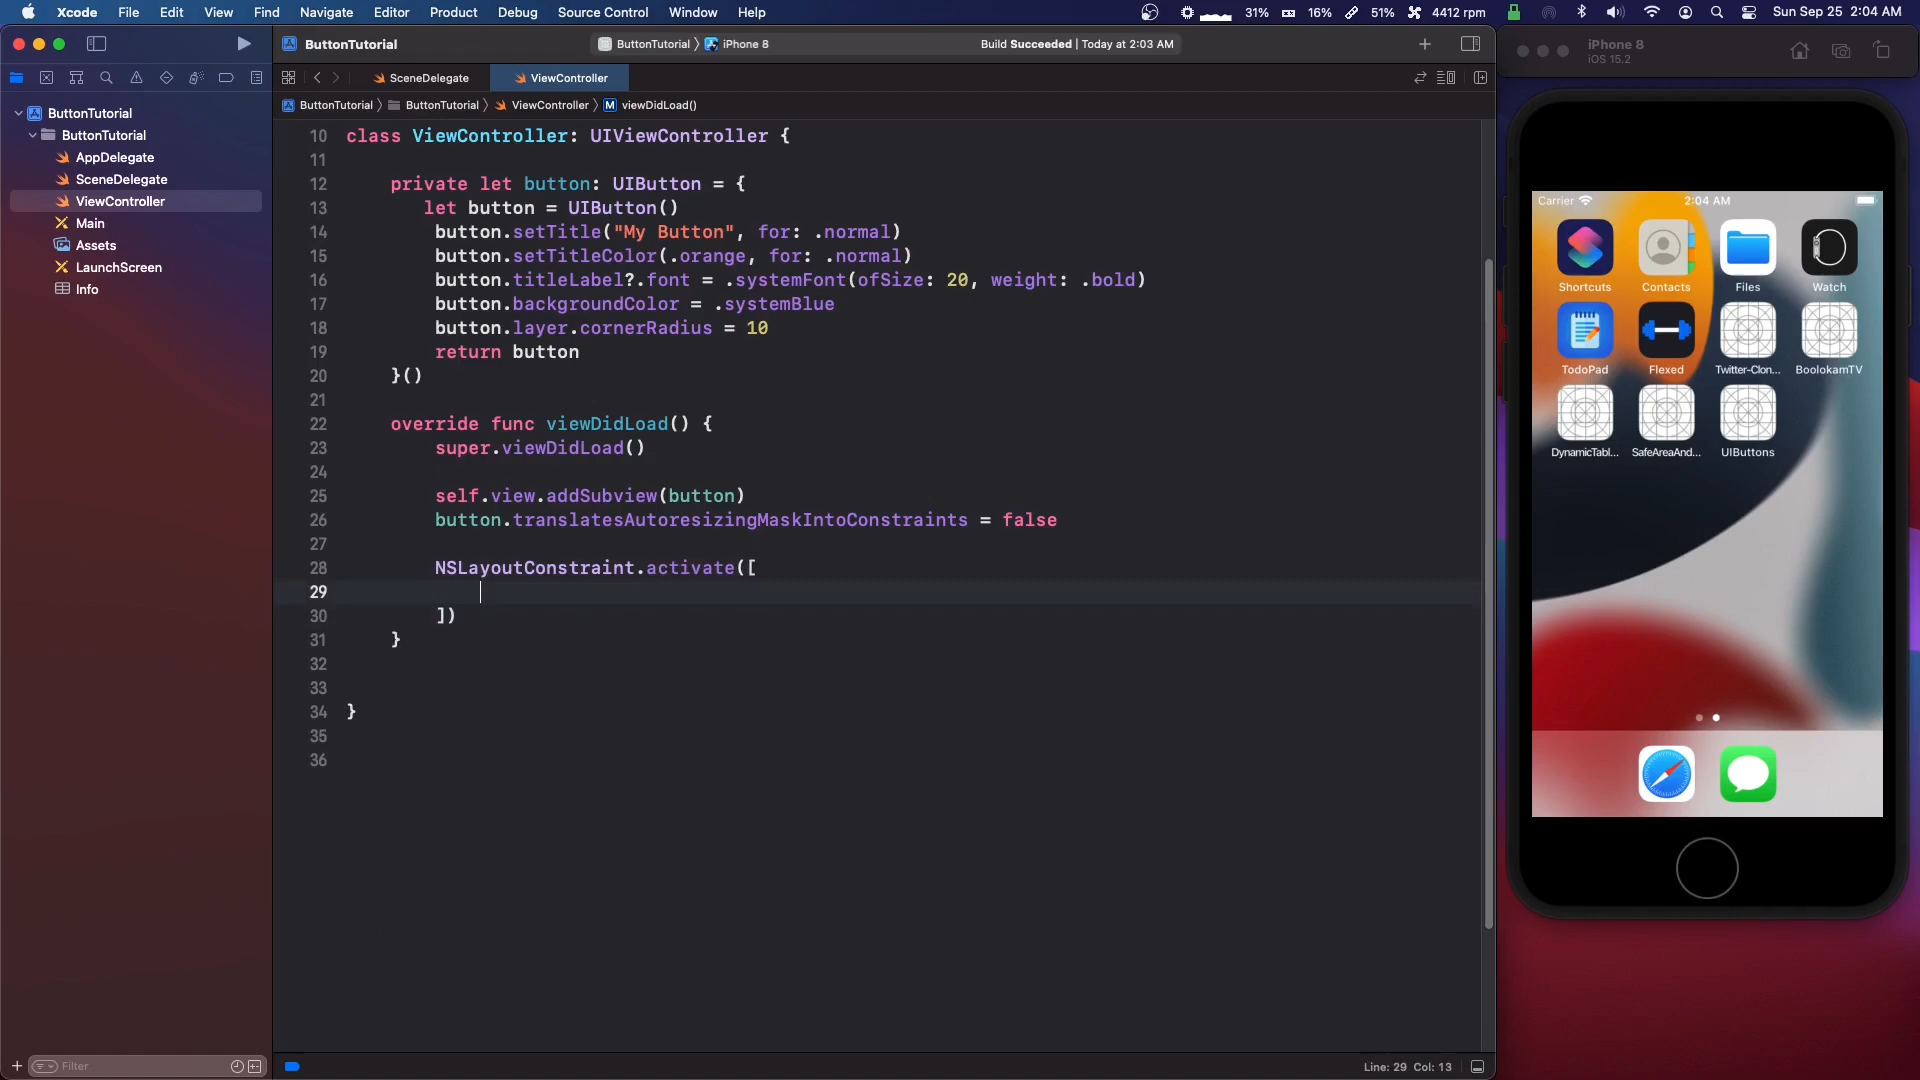 Xcode File Edit View Find Navigate Editor Product Debug Source Control Window Help 31% 16% 51% 4412 rpm Sun Sep 25 2:04 AM
ButtonTutorial ButtonTutorial iPhone 8 Build Succeeded | Today at 2:03 AM
iPhone 8
iOS 15.2
SceneDelegate ViewController
ButtonTutorial ButtonTutorial ViewController M viewDidLoad()
ButtonTutorial
ButtonTutorial
AppDelegate
SceneDelegate
ViewController
Main
Assets
LaunchScreen
Info
10 class ViewController: UIViewController {
11
12 private let button: UIButton = {
13 let button = UIButton()
14 button.setTitle("My Button", for: .normal)
15 button.setTitleColor(.orange, for: .normal)
16 button.titleLabel?.font = .systemFont(ofSize: 20, weight: .bold)
17 button.backgroundColor = .systemBlue
18 button.layer.cornerRadius = 10
19 return button
20 }()
21
22 override func viewDidLoad() {
23 super.viewDidLoad()
24
25 self.view.addSubview(button)
26 button.translatesAutoresizingMaskIntoConstraints = false
27
28 NSLayoutConstraint.activate([
29
30 ])
31 }
32
33
34 }
35
36
Carrier 2:04 AM
Shortcuts Contacts Files Watch
TodoPad Flexed Twitter-Clon... BoolokamTV
DynamicTabl... SafeAreaAnd... UIButtons
Filter
Line: 29 Col: 13